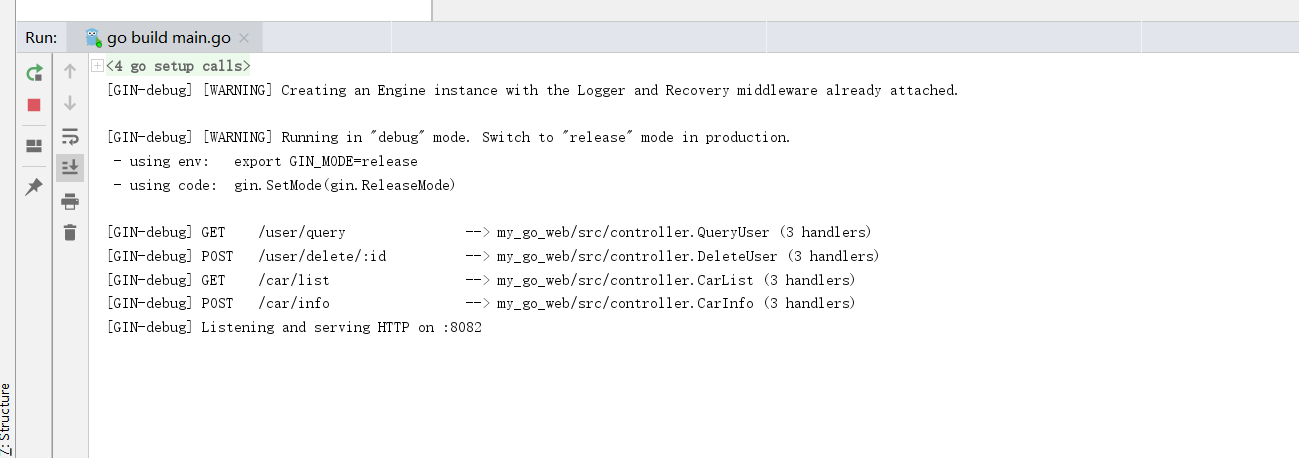 Run: go build main.go
<4 go setup calls>
[GIN-debug] [WARNING] Creating an Engine instance with the Logger and Recovery middleware already attached.
[GIN-debug] [WARNING] Running in "debug" mode. Switch to "release" mode in production.
- using env:   export GIN_MODE=release
- using code:  gin.SetMode(gin.ReleaseMode)
[GIN-debug] GET    /user/query               --> my_go_web/src/controller.QueryUser (3 handlers)
[GIN-debug] POST   /user/delete/:id          --> my_go_web/src/controller.DeleteUser (3 handlers)
[GIN-debug] GET    /car/list                 --> my_go_web/src/controller.CarList (3 handlers)
[GIN-debug] POST   /car/info                 --> my_go_web/src/controller.CarInfo (3 handlers)
[GIN-debug] Listening and serving HTTP on :8082
7: Structure